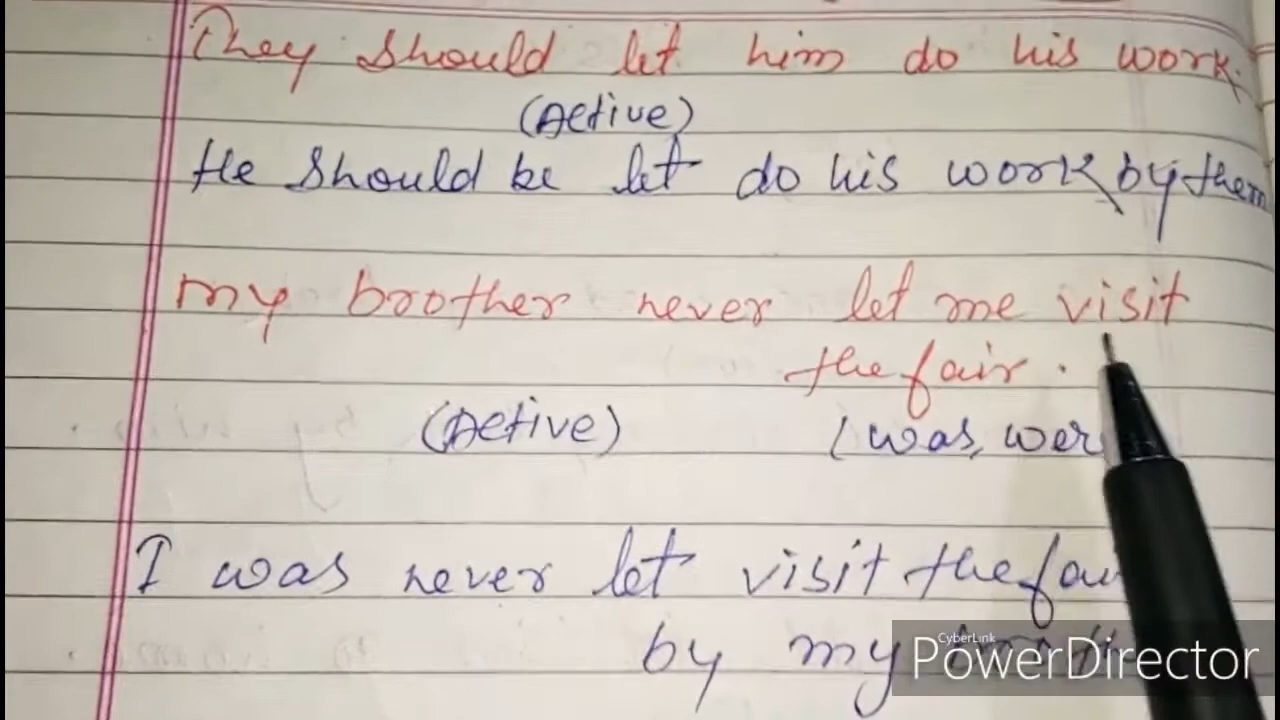 They should let him do his work.
(Active)
He should be let do his work by them
my brother never let me visit
the fair.
(Active) (was, wer
I was never let visit the fai
by my
CyberLink
PowerDirector